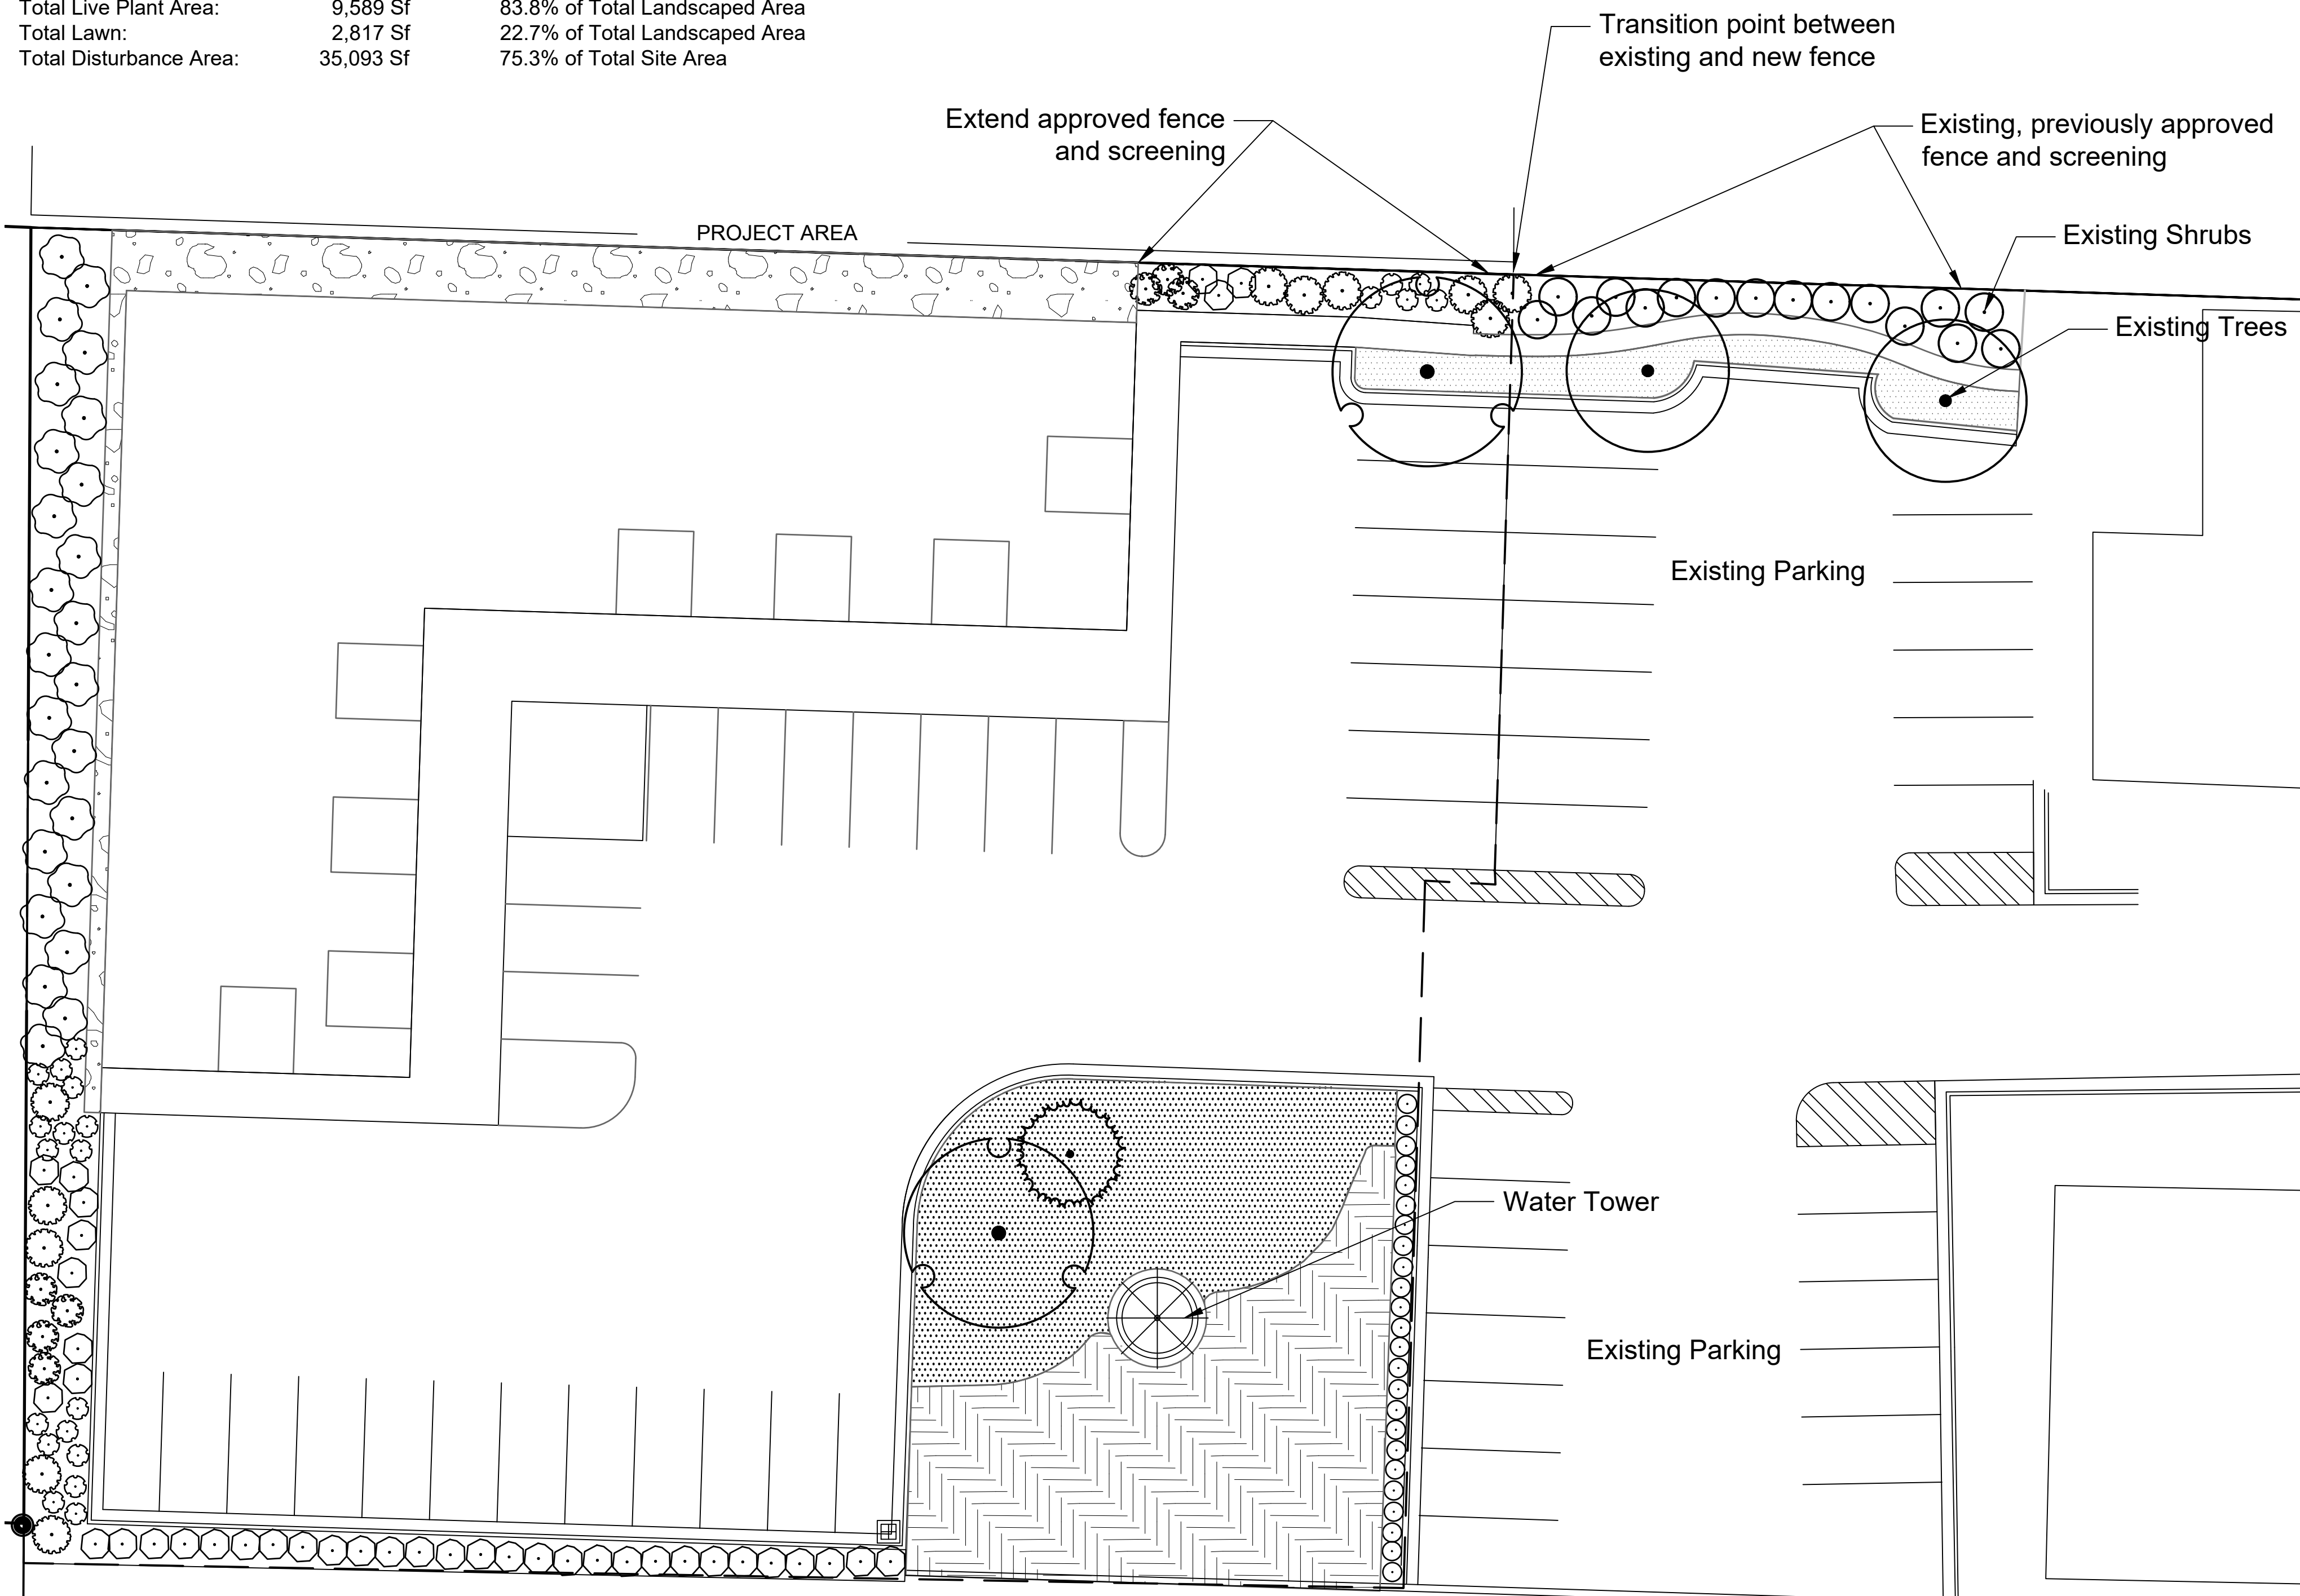 Total Live Plant Area: 9,589 Sf 83.8% of Total Landscaped Area
Total Lawn: 2,817 Sf 22.7% of Total Landscaped Area
Total Disturbance Area: 35,093 Sf 75.3% of Total Site Area
Transition point between
existing and new fence
Extend approved fence
and screening
Existing, previously approved
fence and screening
PROJECT AREA
Existing Shrubs
Existing Trees
Existing Parking
Water Tower
Existing Parking